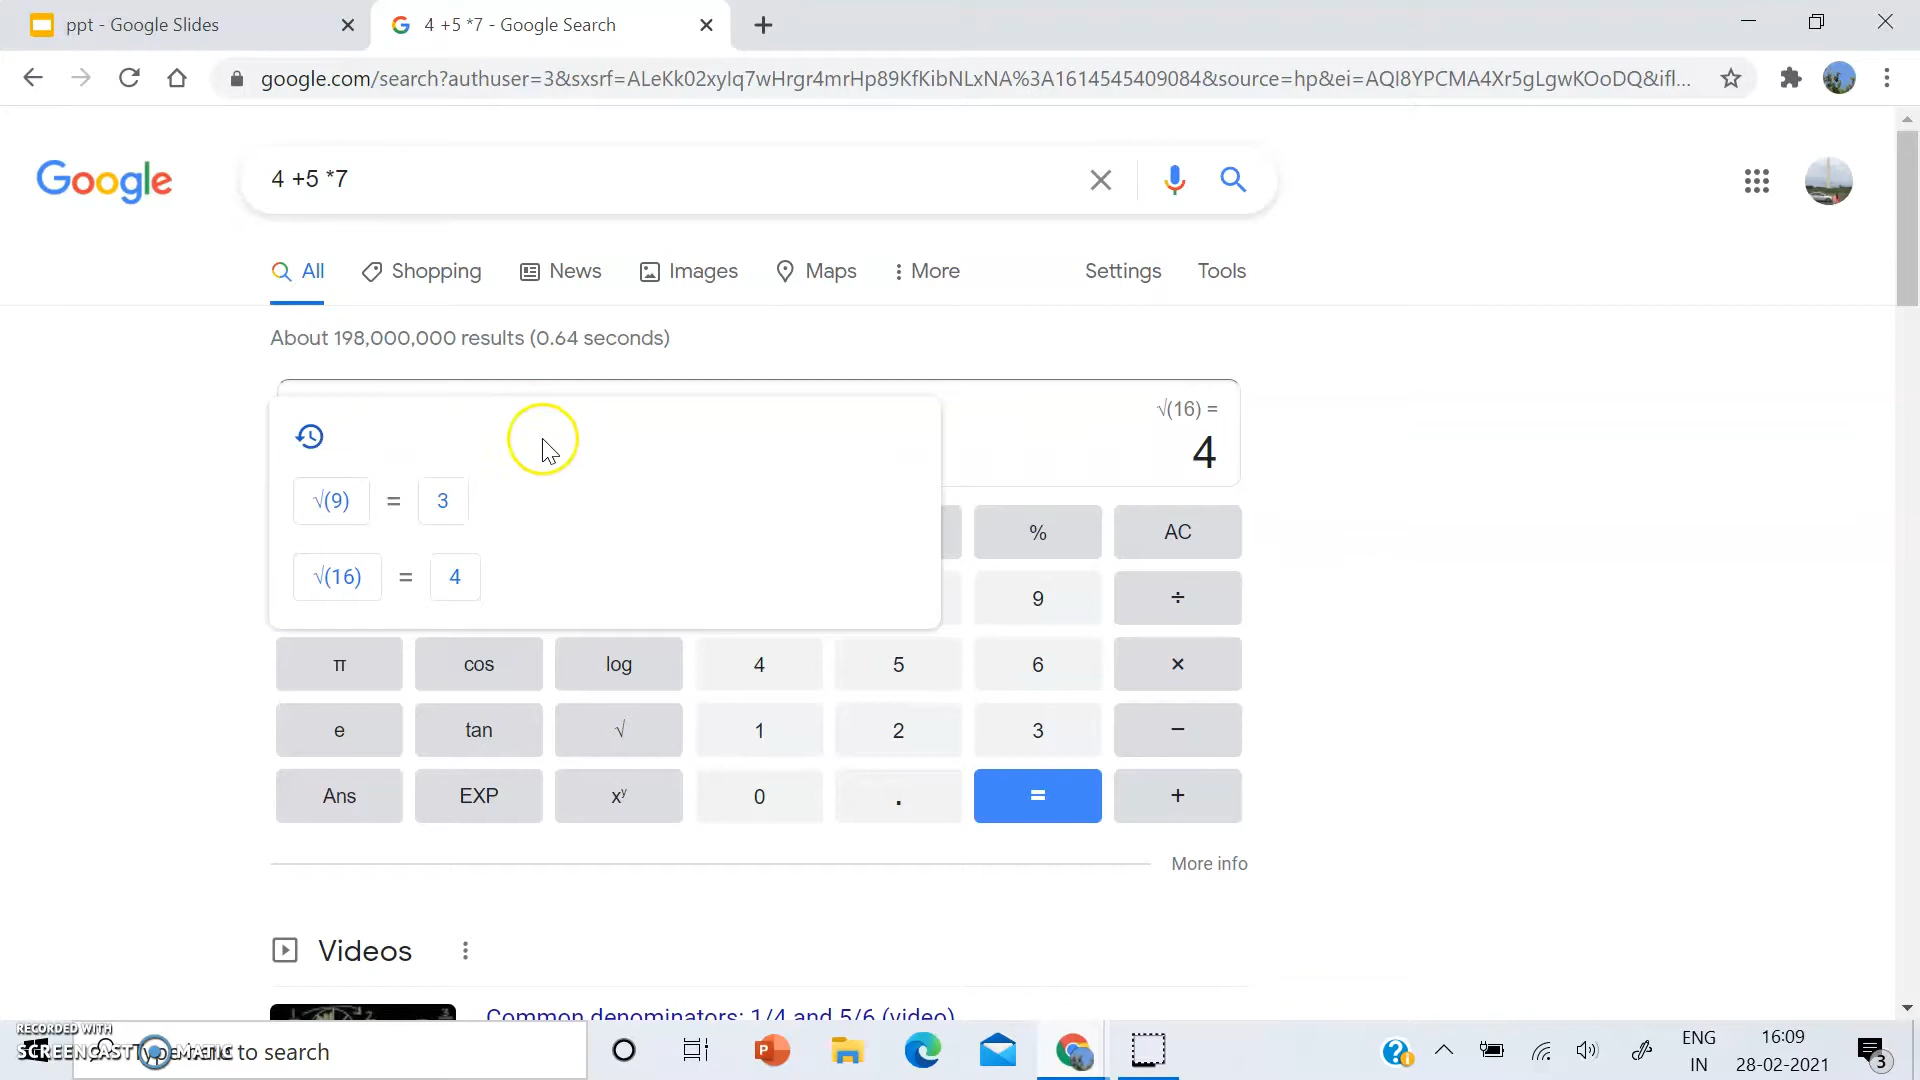 ppt - Google Slides
4 +5 *7 - Google Search
google.com/search?authuser=3&sxsrf=ALeKk02xyIq7wHrgr4mrHp89KfKibNLxNA%3A1614545409084&source=hp&ei=AQI8YPCMA4Xr5gLgwKOoDQ&ifl...
Google
4 +5 *7
All
Shopping
News
Images
Maps
More
Settings
Tools
About 198,000,000 results (0.64 seconds)
√(16) =
4
√(9) = 3
√(16) = 4
% AC
9 ÷
π cos log 4 5 6 ×
e tan √ 1 2 3 −
Ans EXP xʸ 0 . = +
More info
Videos
Common denominators: 1/4 and 5/6 (video)
RECORDED WITH
SCREENCAST MATIC
to search
ENG
IN
16:09
28-02-2021
3